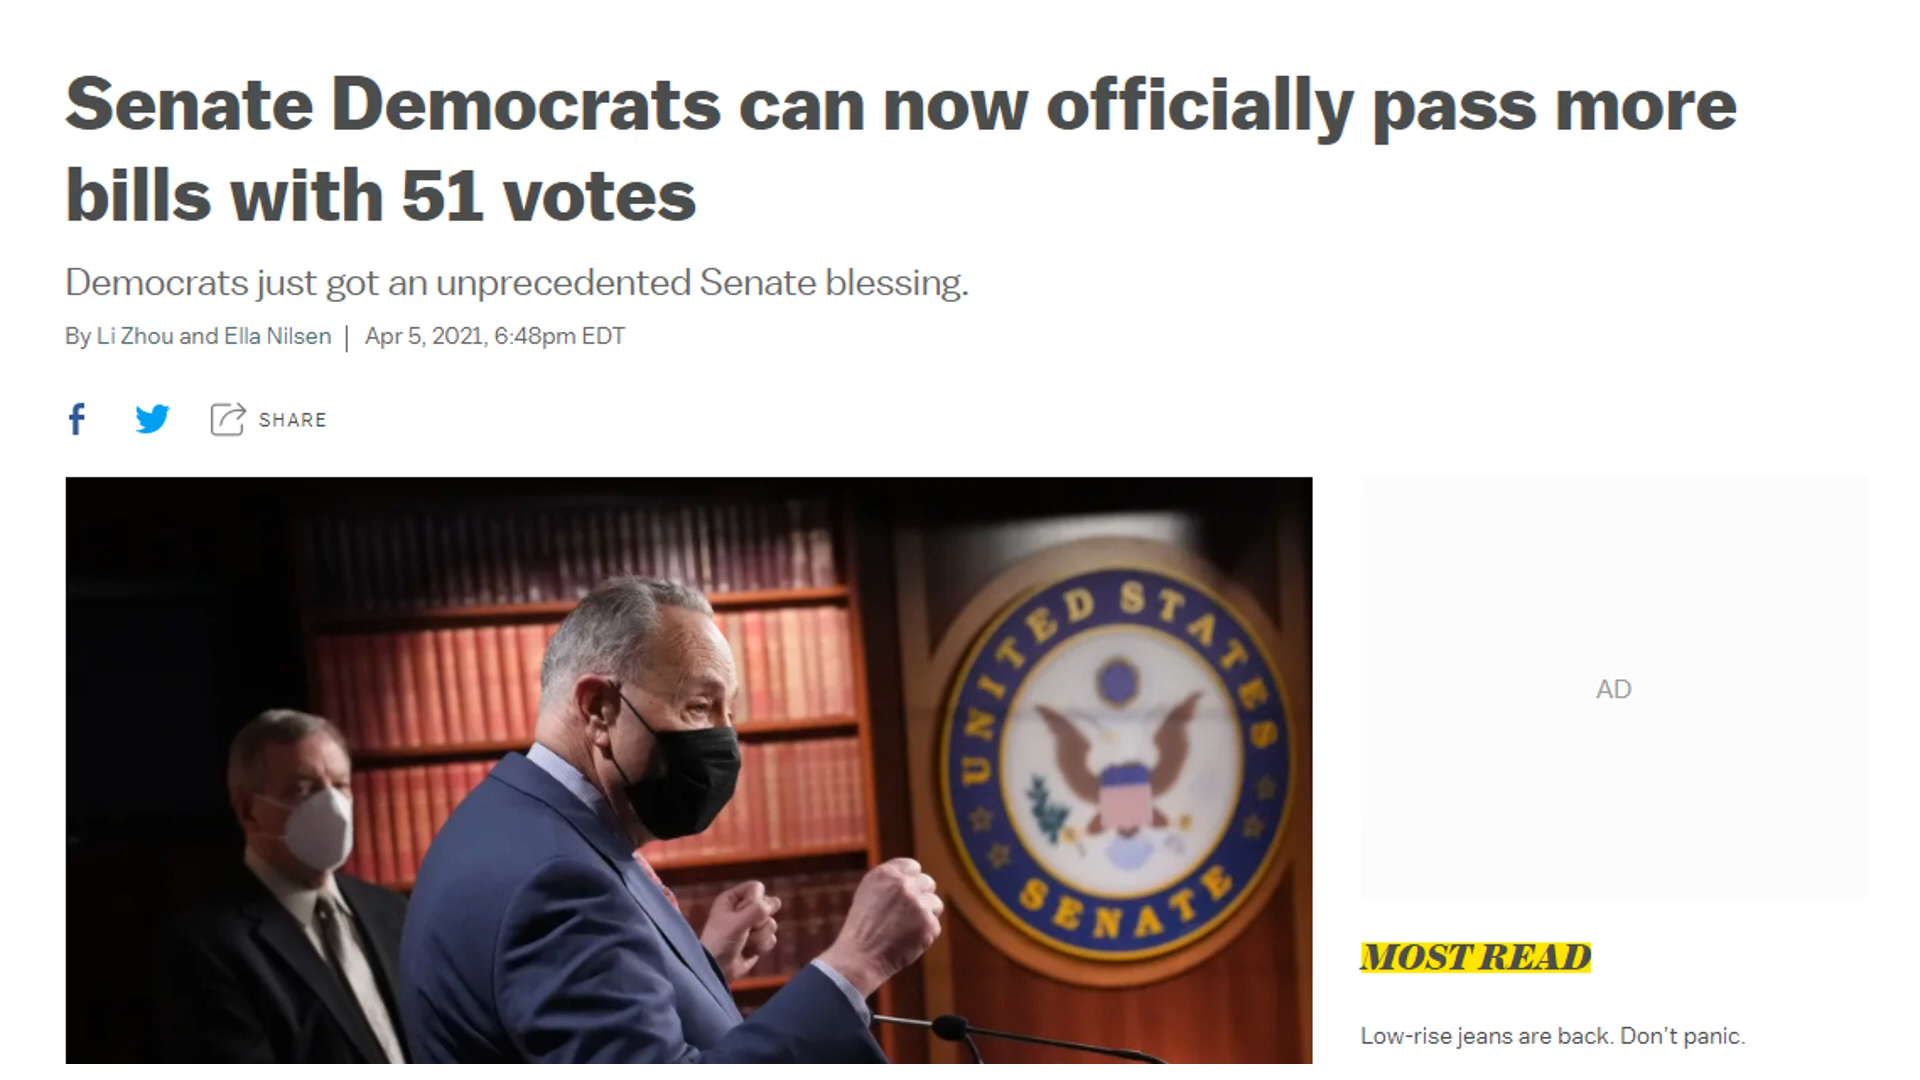 Senate Democrats can now officially pass more
bills with 51 votes
Democrats just got an unprecedented Senate blessing.
By Li Zhou and Ella Nilsen | Apr 5, 2021, 6:48pm EDT
SHARE
UNITED STATES
SENATE
AD
MOST READ
Low-rise jeans are back. Don't panic.